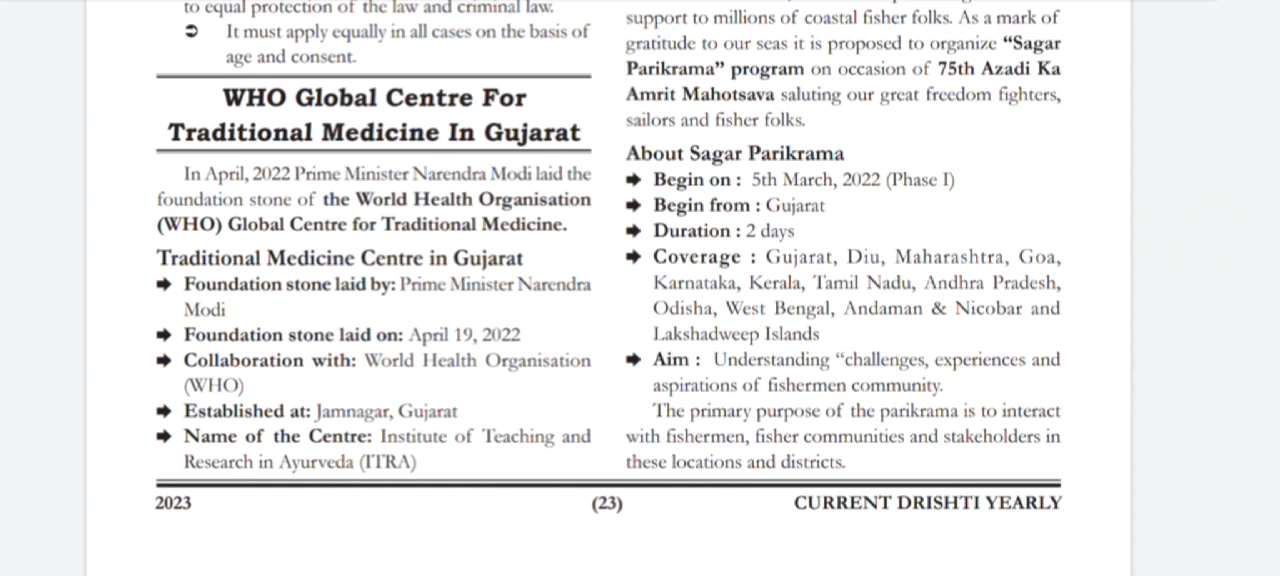 to equal protection of the law and criminal law.
➲ It must apply equally in all cases on the basis of
age and consent.
WHO Global Centre For
Traditional Medicine In Gujarat
In April, 2022 Prime Minister Narendra Modi laid the
foundation stone of the World Health Organisation
(WHO) Global Centre for Traditional Medicine.
Traditional Medicine Centre in Gujarat
➡ Foundation stone laid by: Prime Minister Narendra
Modi
➡ Foundation stone laid on: April 19, 2022
➡ Collaboration with: World Health Organisation
(WHO)
➡ Established at: Jamnagar, Gujarat
➡ Name of the Centre: Institute of Teaching and
Research in Ayurveda (ITRA)
support to millions of coastal fisher folks. As a mark of
gratitude to our seas it is proposed to organize “Sagar
Parikrama” program on occasion of 75th Azadi Ka
Amrit Mahotsava saluting our great freedom fighters,
sailors and fisher folks.
About Sagar Parikrama
➡ Begin on : 5th March, 2022 (Phase I)
➡ Begin from : Gujarat
➡ Duration : 2 days
➡ Coverage : Gujarat, Diu, Maharashtra, Goa,
Karnataka, Kerala, Tamil Nadu, Andhra Pradesh,
Odisha, West Bengal, Andaman & Nicobar and
Lakshadweep Islands
➡ Aim : Understanding “challenges, experiences and
aspirations of fishermen community.
The primary purpose of the parikrama is to interact
with fishermen, fisher communities and stakeholders in
these locations and districts.
2023 (23) CURRENT DRISHTI YEARLY